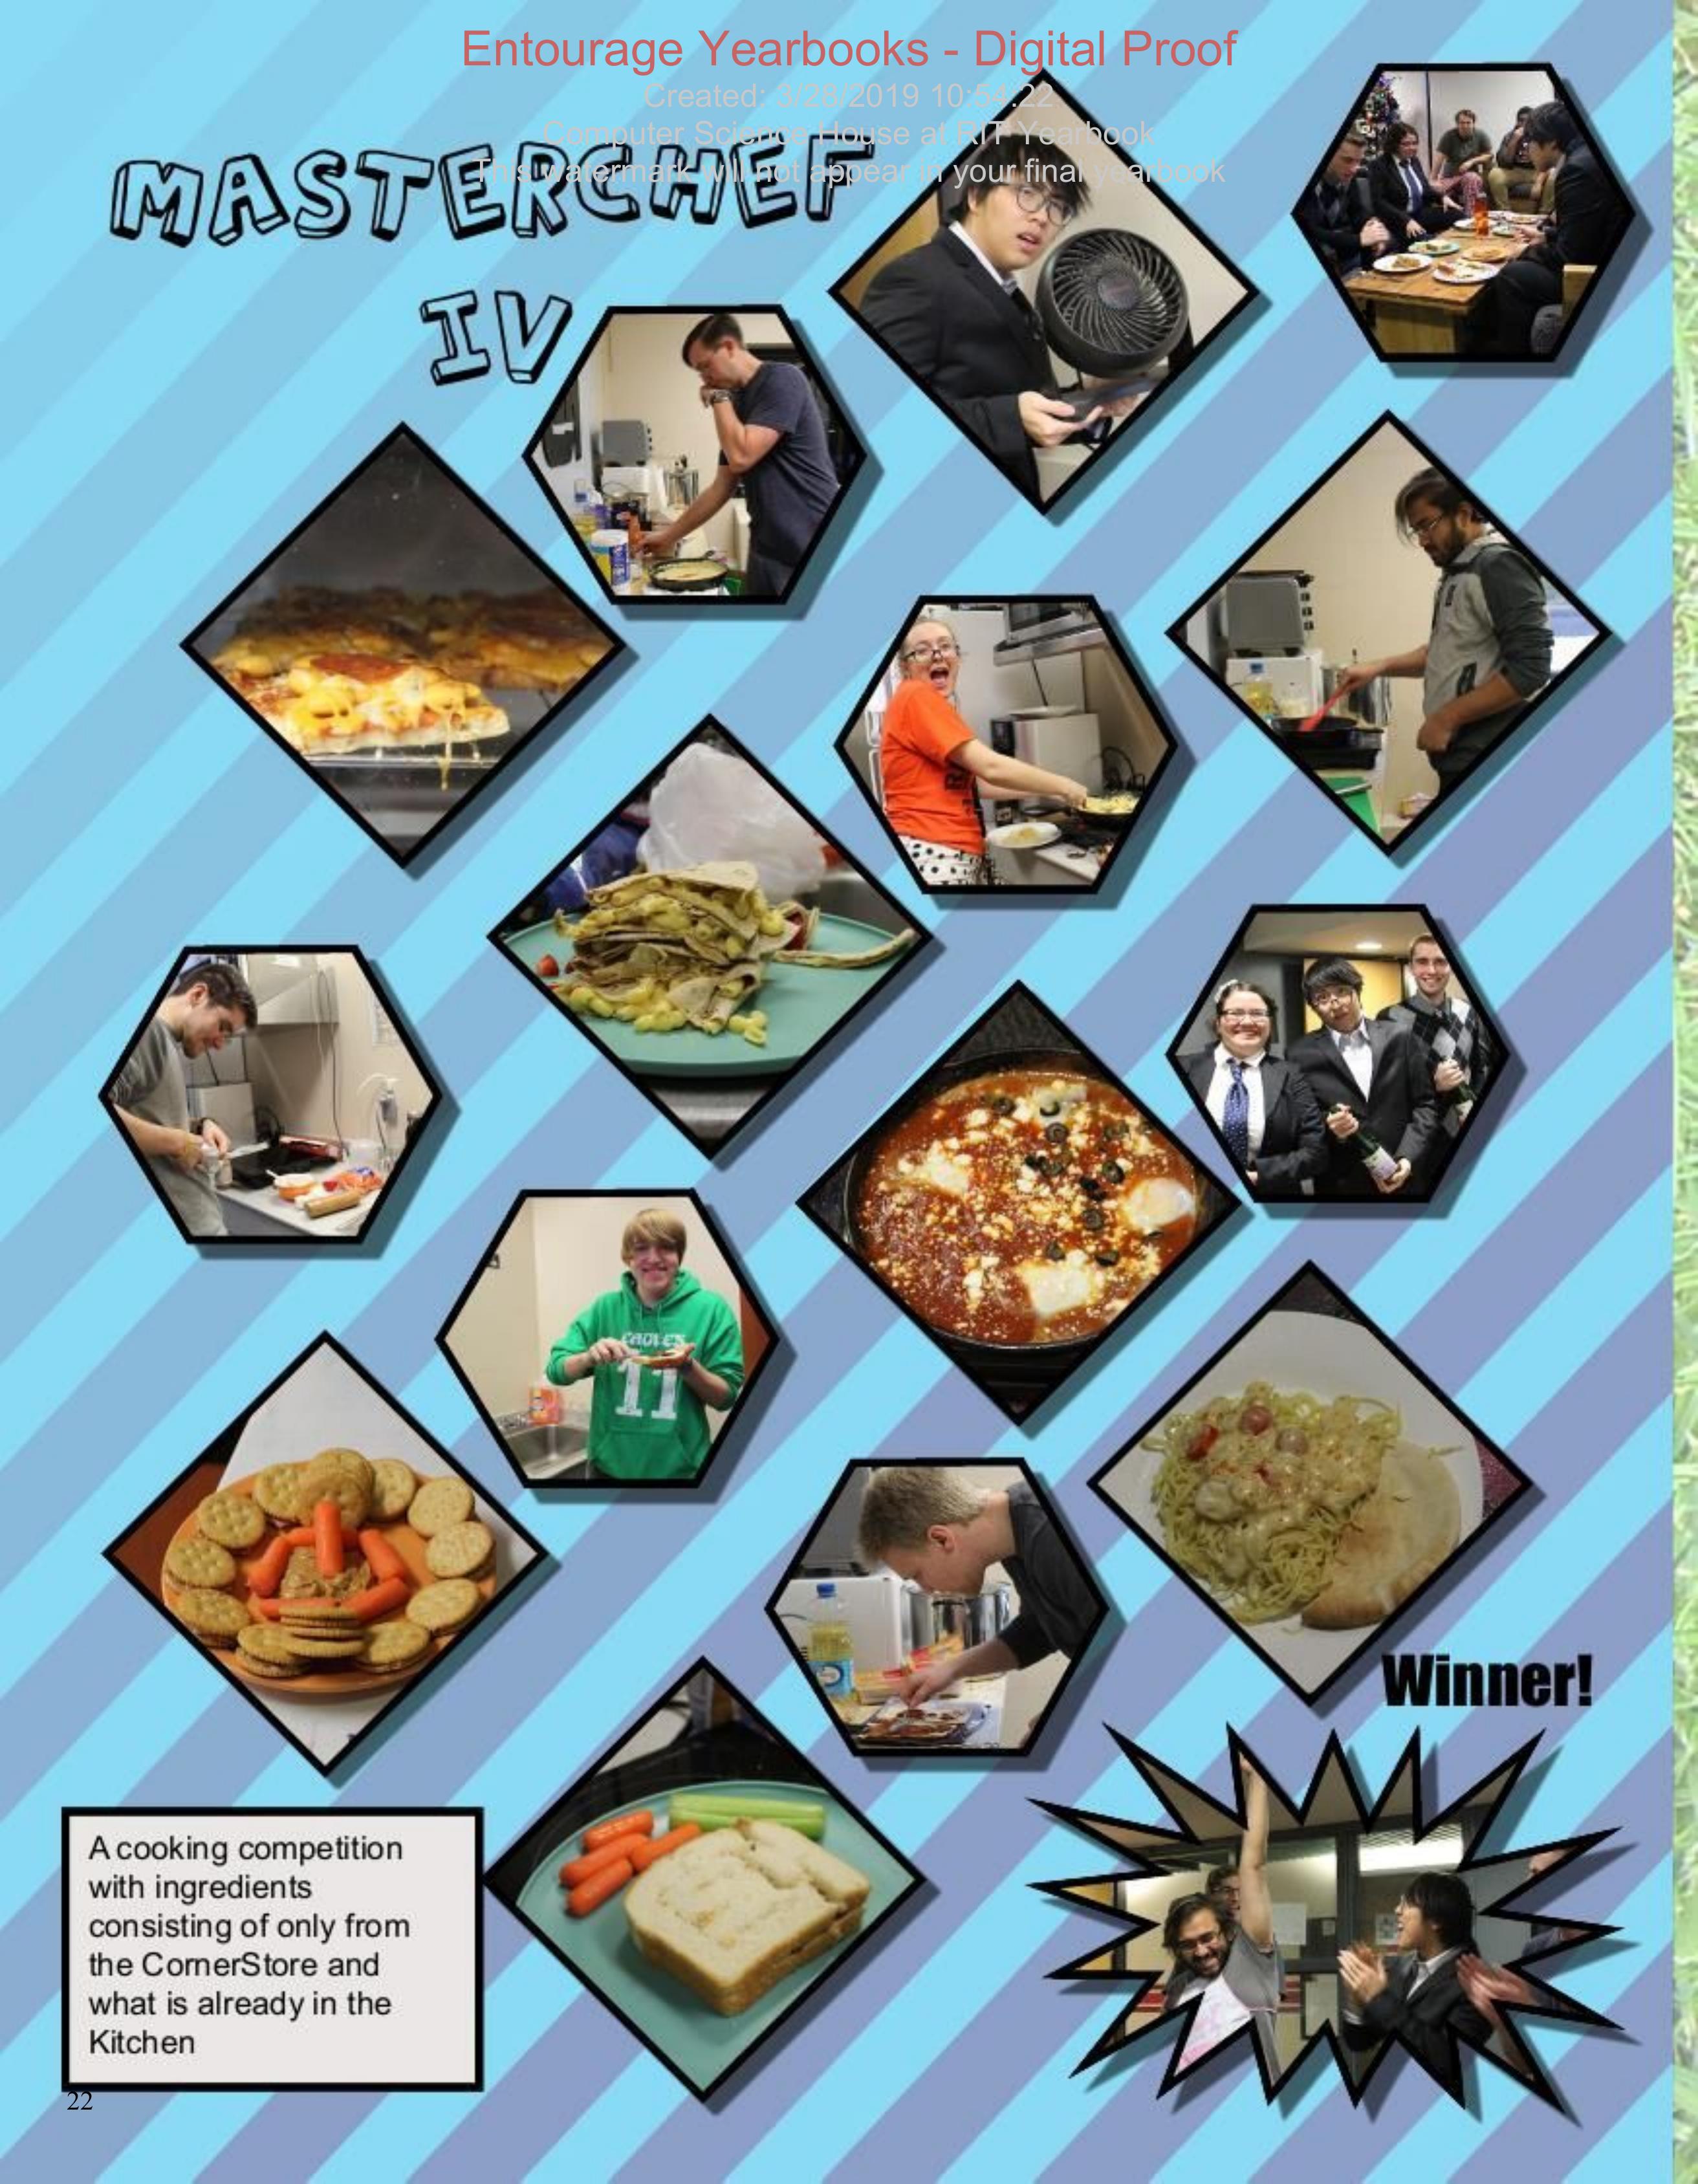 Entourage Yearbooks - Digital Proof
Created: 3/28/2019 10:54:22
Computer Science House at RIT Yearbook
This watermark will not appear in your final yearbook
MASTERCHEF
IV
EAGLES
11
Winner!
A cooking competition
with ingredients
consisting of only from
the CornerStore and
what is already in the
Kitchen
22